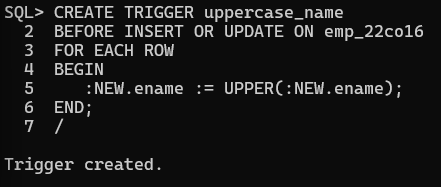 SQL> CREATE TRIGGER uppercase_name
  2  BEFORE INSERT OR UPDATE ON emp_22co16
  3  FOR EACH ROW
  4  BEGIN
  5     :NEW.ename := UPPER(:NEW.ename);
  6  END;
  7  /
Trigger created.